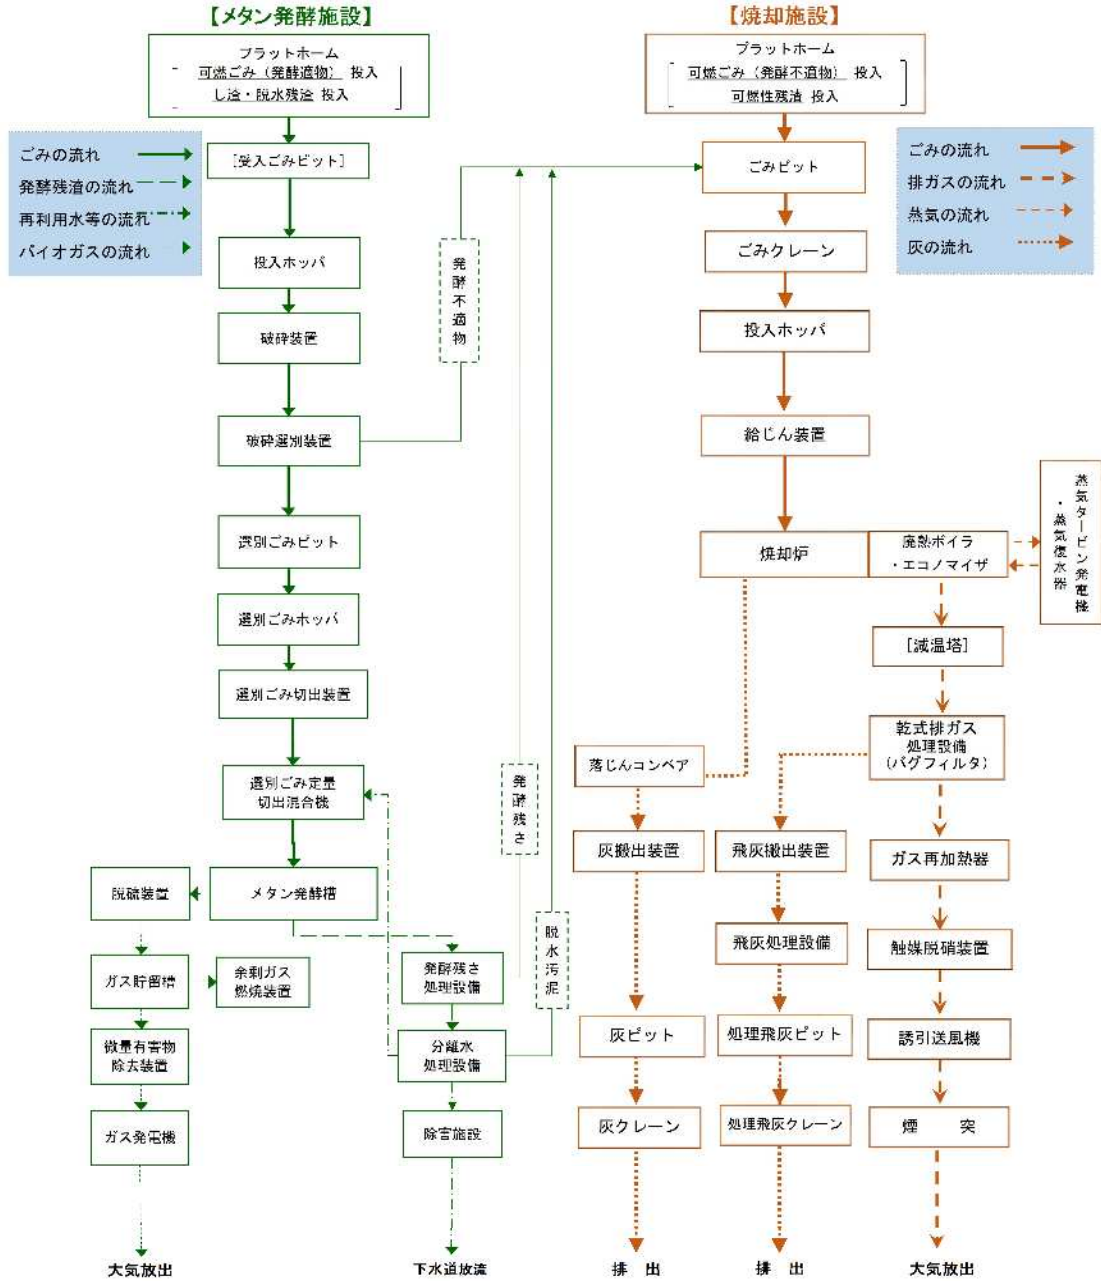 【メタン発酵施設】
プラットホーム
可燃ごみ（発酵適物） 投入
し渣・脱水残渣 投入
ごみの流れ
発酵残渣の流れ
再利用水等の流れ
バイオガスの流れ
[受入ごみピット]
投入ホッパ
破砕装置
破砕選別装置
選別ごみピット
選別ごみホッパ
選別ごみ切出装置
選別ごみ定量
切出混合機
メタン発酵槽
脱硫装置
ガス貯留槽
余剰ガス
燃焼装置
微量有害物
除去装置
ガス発電機
大気放出
発酵残さ
処理設備
分離水
処理設備
除害施設
下水道放流
発酵不適物
発酵残さ
脱水汚泥
【焼却施設】
プラットホーム
可燃ごみ（発酵不適物） 投入
可燃性残渣 投入
ごみの流れ
排ガスの流れ
蒸気の流れ
灰の流れ
ごみピット
ごみクレーン
投入ホッパ
給じん装置
焼却炉
廃熱ボイラ
・エコノマイザ
蒸気タービン発電機
・蒸気復水器
[減温塔]
乾式排ガス
処理設備
(バグフィルタ)
ガス再加熱器
触媒脱硝装置
誘引送風機
煙 突
大気放出
落じんコンベア
灰搬出装置
灰ピット
灰クレーン
排 出
飛灰搬出装置
飛灰処理設備
処理飛灰ピット
処理飛灰クレーン
排 出